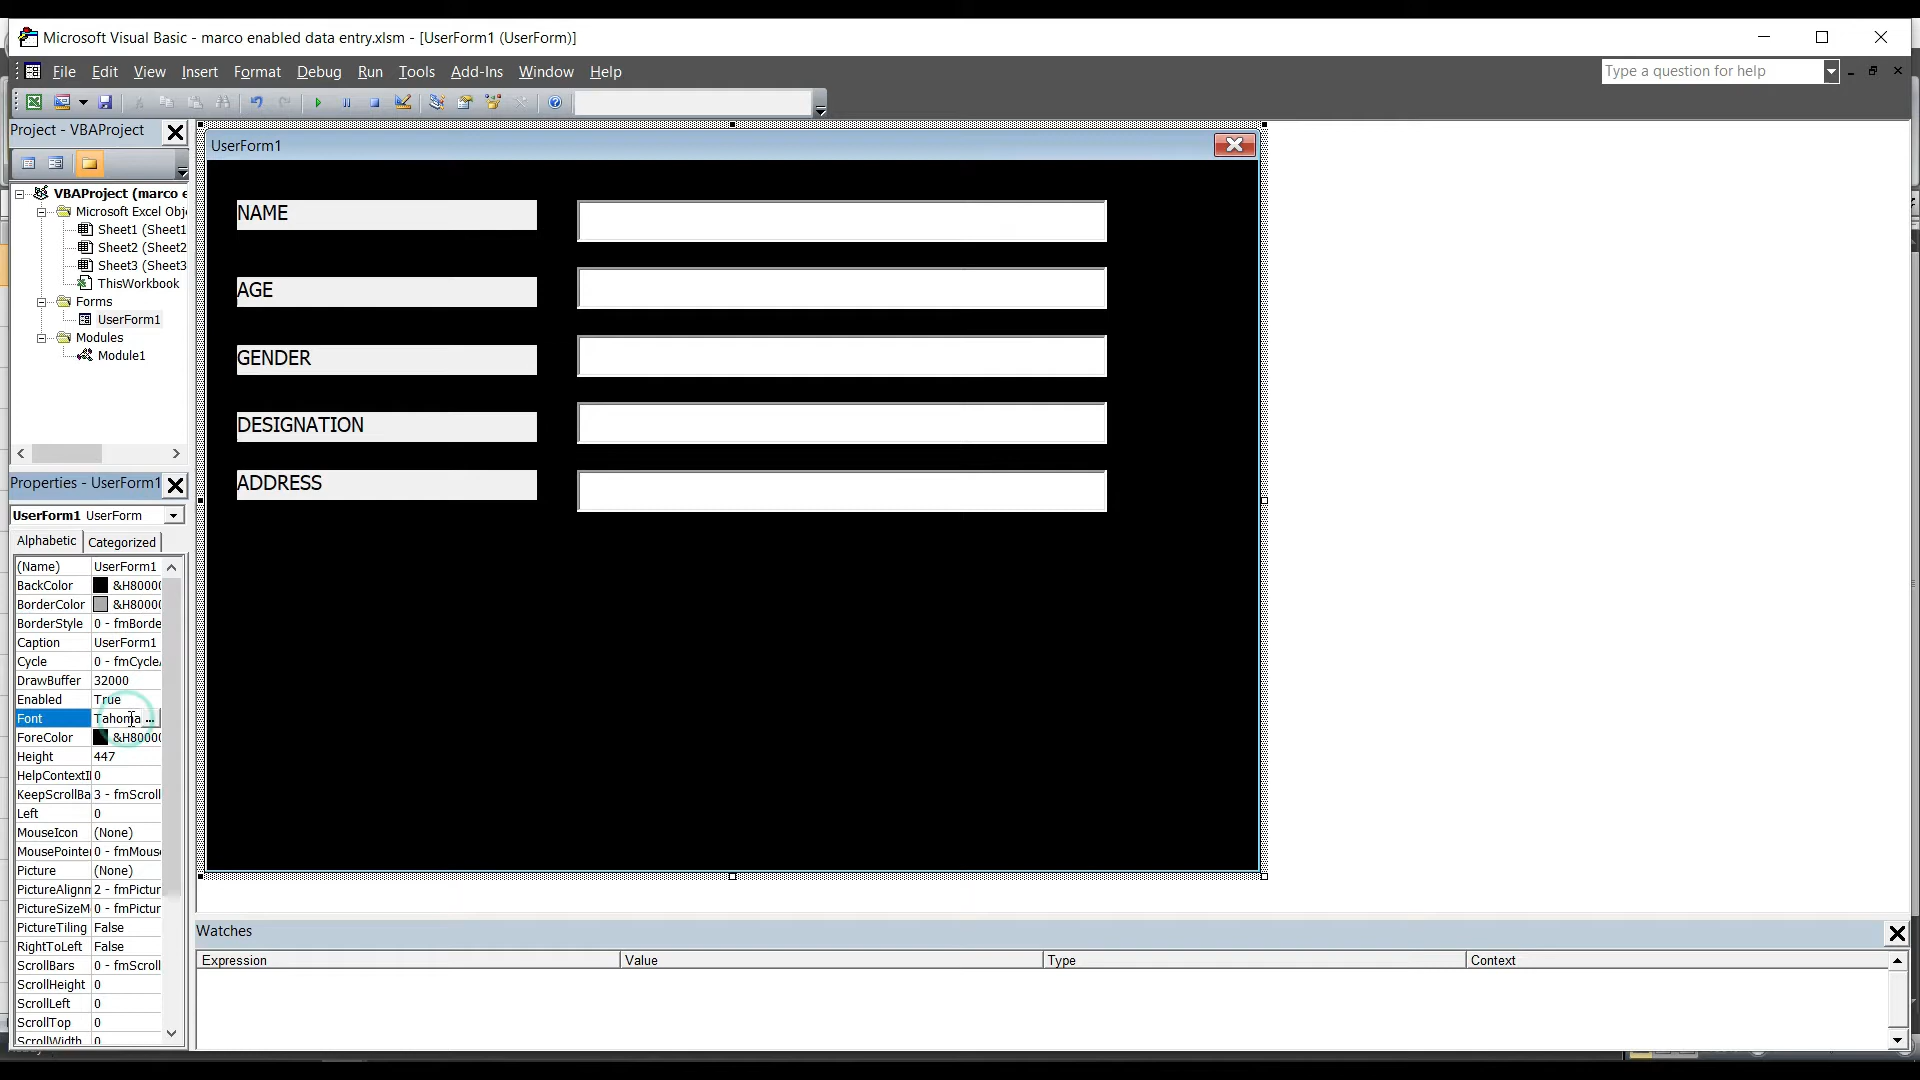 Microsoft Visual Basic - marco enabled data entry.xlsm - [UserForm1 (UserForm)]
File Edit View Insert Format Debug Run Tools Add-Ins Window Help
Type a question for help
Project - VBAProject
VBAProject (marco e
Microsoft Excel Obj
Sheet1 (Sheet1
Sheet2 (Sheet2
Sheet3 (Sheet3
ThisWorkbook
Forms
UserForm1
Modules
Module1
Properties - UserForm1
UserForm1 UserForm
Alphabetic Categorized
(Name) UserForm1
BackColor &H8000
BorderColor &H8000
BorderStyle 0 - fmBorde
Caption UserForm1
Cycle 0 - fmCycle
DrawBuffer 32000
Enabled True
Font Tahoma ...
ForeColor &H8000
Height 447
HelpContextI 0
KeepScrollBa 3 - fmScroll
Left 0
MouseIcon (None)
MousePointer 0 - fmMous
Picture (None)
PictureAlignm 2 - fmPictur
PictureSizeM 0 - fmPictur
PictureTiling False
RightToLeft False
ScrollBars 0 - fmScroll
ScrollHeight 0
ScrollLeft 0
ScrollTop 0
ScrollWidth 0
UserForm1
NAME
AGE
GENDER
DESIGNATION
ADDRESS
Watches
Expression Value Type Context